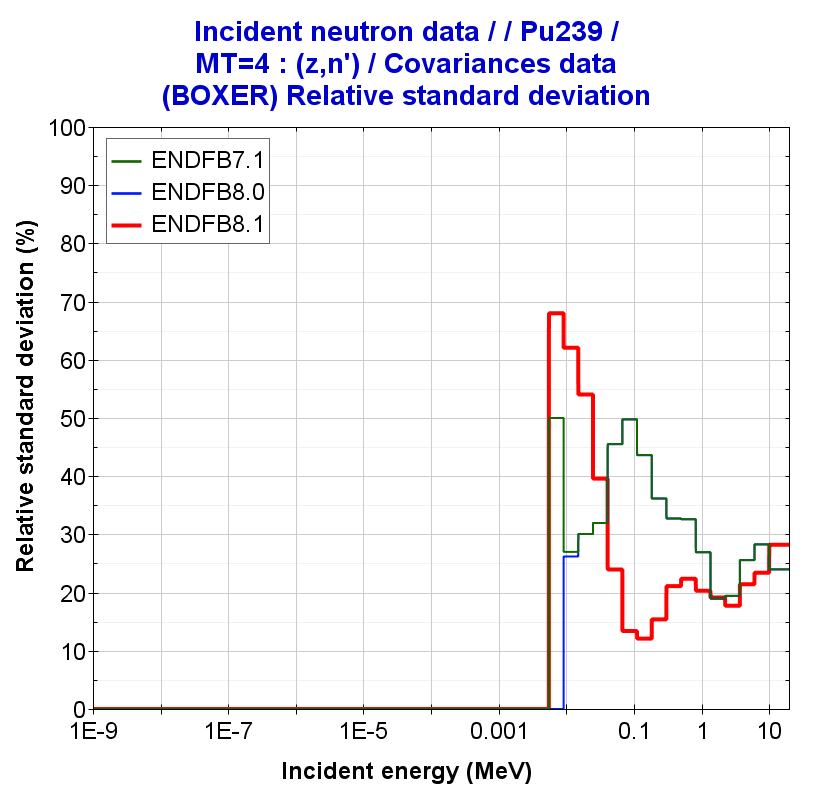 Incident neutron data / / Pu239 /
MT=4 : (z,n') / Covariances data
(BOXER) Relative standard deviation
ENDFB7.1
ENDFB8.0
ENDFB8.1
Relative standard deviation (%)
100
90
80
70
60
50
40
30
20
10
0
1E-9
1E-7
1E-5
0.001
0.1
1
10
Incident energy (MeV)